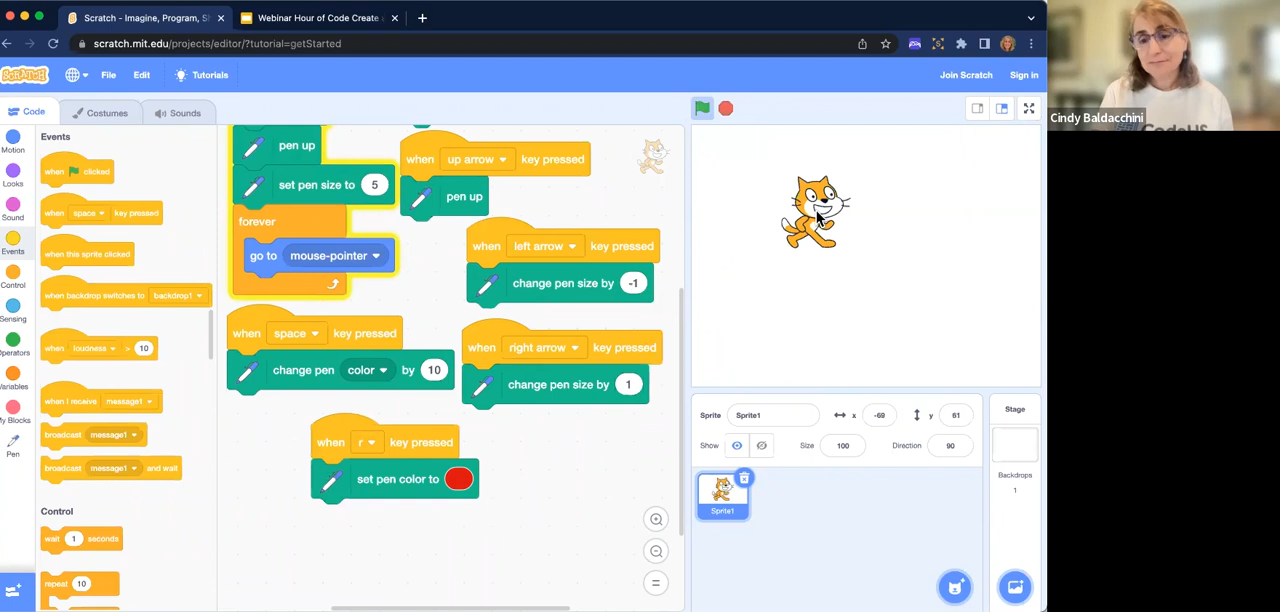 Scratch - Imagine, Program, S
Webinar Hour of Code Create a
scratch.mit.edu/projects/editor/?tutorial=getStarted
SCRATCH
File
Edit
Tutorials
Join Scratch
Sign in
Code
Costumes
Sounds
Cindy Baldacchini
Motion
Looks
Sound
Events
Control
Sensing
Operators
Variables
My Blocks
Pen
Events
when clicked
when space key pressed
when this sprite clicked
when backdrop switches to backdrop1
when loudness > 10
when I receive message1
broadcast message1
broadcast message1 and wait
Control
wait 1 seconds
repeat 10
pen up
set pen size to 5
forever
go to mouse-pointer
when up arrow key pressed
pen up
when left arrow key pressed
change pen size by -1
when space key pressed
change pen color by 10
when right arrow key pressed
change pen size by 1
when r key pressed
set pen color to
Sprite Sprite1 x -69 y 61
Show Size 100 Direction 90
Sprite1
Stage
Backdrops
1